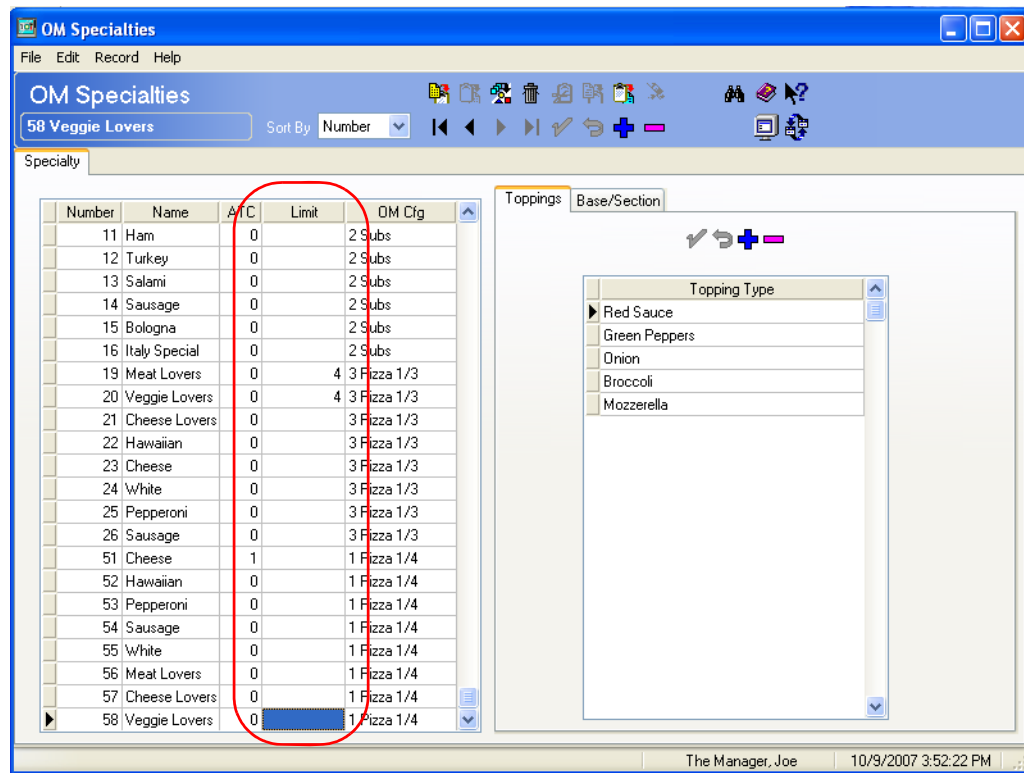 OM Specialties
File Edit Record Help
OM Specialties
58 Veggie Lovers Sort By Number
Specialty
Toppings Base/Section
Number Name ATC Limit OM Cfg
11 Ham 0 2 Subs
12 Turkey 0 2 Subs
13 Salami 0 2 Subs
14 Sausage 0 2 Subs
15 Bologna 0 2 Subs
16 Italy Special 0 2 Subs
19 Meat Lovers 0 4 3 Pizza 1/3
20 Veggie Lovers 0 4 3 Pizza 1/3
21 Cheese Lovers 0 3 Pizza 1/3
22 Hawaiian 0 3 Pizza 1/3
23 Cheese 0 3 Pizza 1/3
24 White 0 3 Pizza 1/3
25 Pepperoni 0 3 Pizza 1/3
26 Sausage 0 3 Pizza 1/3
51 Cheese 1 1 Pizza 1/4
52 Hawaiian 0 1 Pizza 1/4
53 Pepperoni 0 1 Pizza 1/4
54 Sausage 0 1 Pizza 1/4
55 White 0 1 Pizza 1/4
56 Meat Lovers 0 1 Pizza 1/4
57 Cheese Lovers 0 1 Pizza 1/4
58 Veggie Lovers 0 1 Pizza 1/4
Topping Type
Red Sauce
Green Peppers
Onion
Broccoli
Mozzerella
The Manager, Joe 10/9/2007 3:52:22 PM